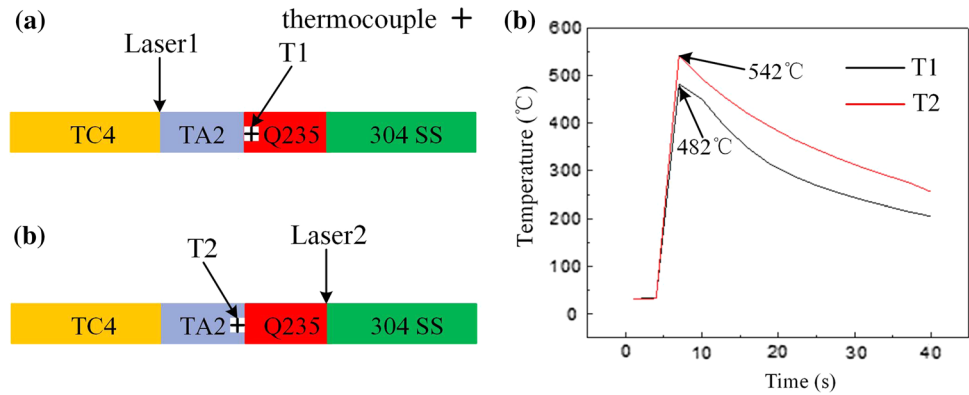 (a)
thermocouple +
Laser1
T1
TC4 TA2 Q235 304 SS
(b)
Laser2
T2
TC4 TA2 Q235 304 SS
(b)
600
500
400
300
200
100
0
Temperature (℃)
542℃
482℃
T1
T2
0 10 20 30 40
Time (s)